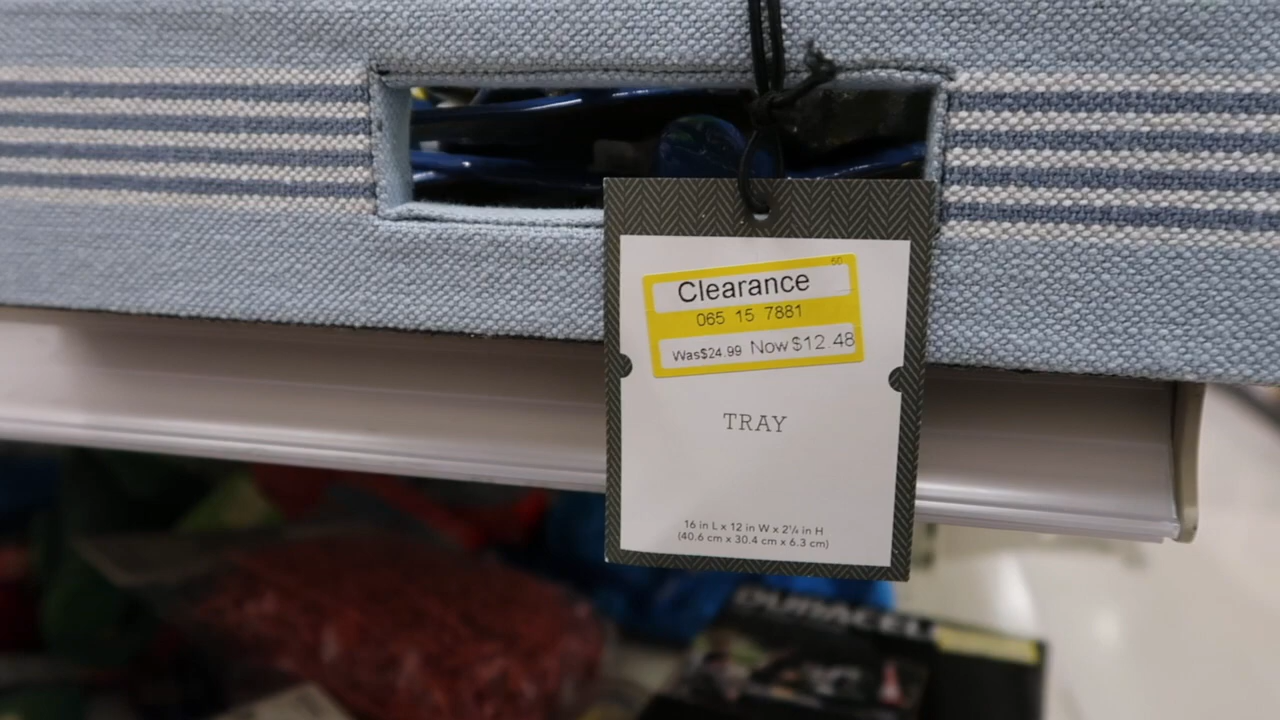 50
Clearance
065 15 7881
Was$24.99 Now $12.48
TRAY
16 in L x 12 in W x 2¼ in H
(40.6 cm x 30.4 cm x 6.3 cm)
DURACELL